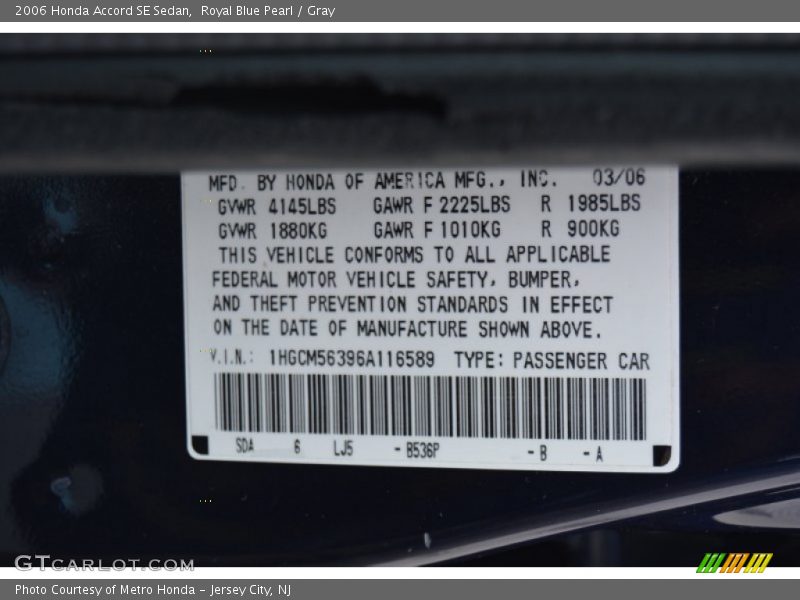 2006 Honda Accord SE Sedan,  Royal Blue Pearl / Gray
MFD. BY HONDA OF AMERICA MFG., INC. 03/06
GVWR 4145LBS GAWR F 2225LBS R 1985LBS
GVWR 1880KG GAWR F 1010KG R 900KG
THIS VEHICLE CONFORMS TO ALL APPLICABLE
FEDERAL MOTOR VEHICLE SAFETY, BUMPER,
AND THEFT PREVENTION STANDARDS IN EFFECT
ON THE DATE OF MANUFACTURE SHOWN ABOVE.
V.I.N.: 1HGCM56396A116589 TYPE: PASSENGER CAR
SDA 6 LJ5 - B536P - B - A
GTCARLOT.COM
Photo Courtesy of Metro Honda – Jersey City, NJ